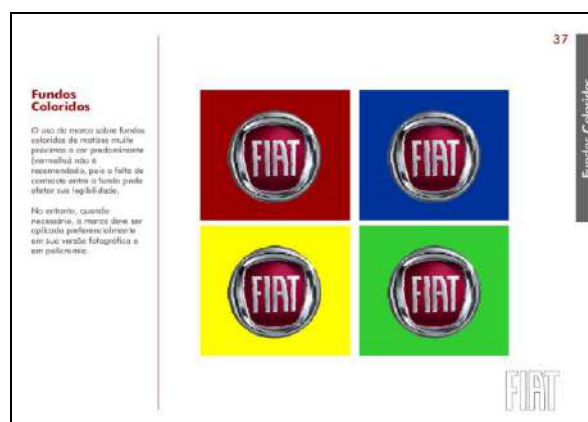 37
Fundos Coloridos
Fundos
Coloridos
O uso da marca sobre fundos
coloridos de matizes muito
próximos a cor predominante
(vermelho) não é
recomendado, pois a falta de
contraste entre o fundo pode
afetar sua legibilidade.
No entanto, quando
necessário, a marca deve ser
aplicada preferencialmente
em sua versão fotográfica e
em policromia.
FIAT
FIAT
FIAT
FIAT
FIAT